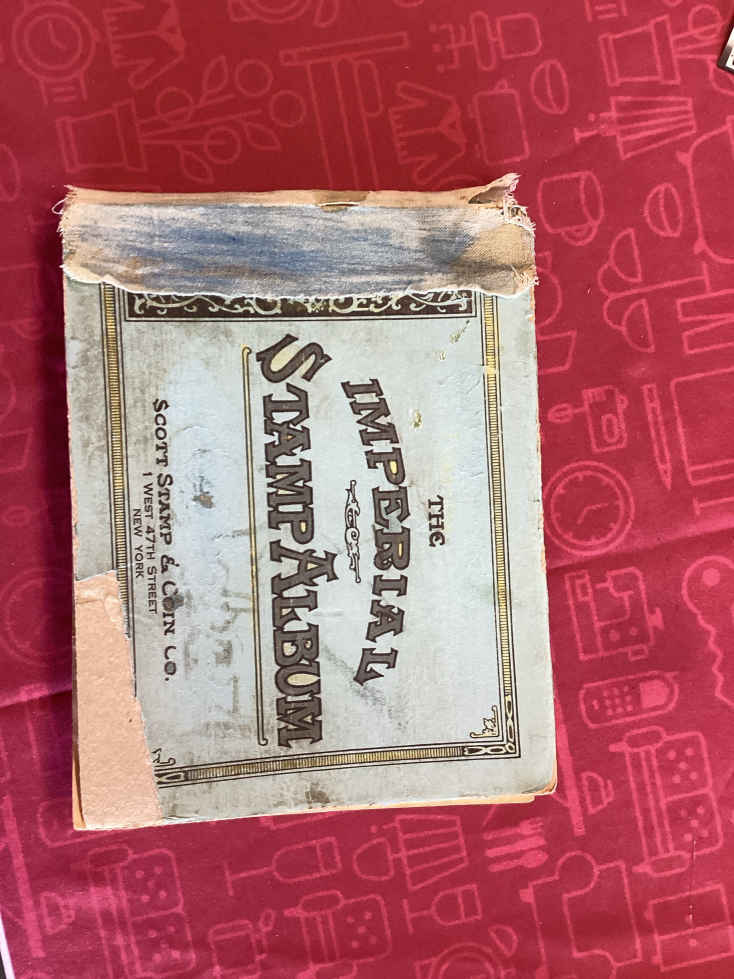 THE
IMPERIAL
STAMP ALBUM
SCOTT STAMP & COIN CO.
1 WEST 47TH STREET
NEW YORK